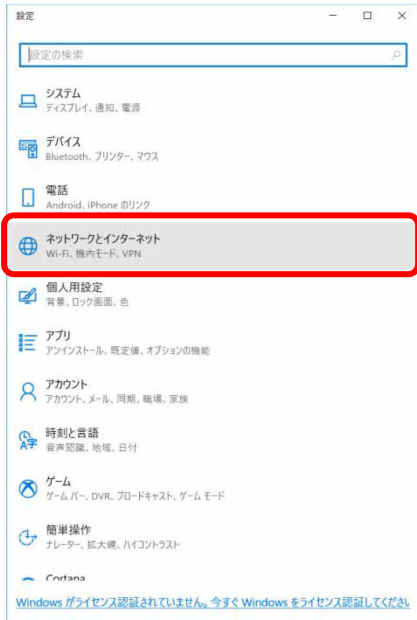 設定
設定の検索
システム
ディスプレイ、通知、電源
デバイス
Bluetooth、プリンター、マウス
電話
Android、iPhone のリンク
ネットワークとインターネット
Wi-Fi、機内モード、VPN
個人用設定
背景、ロック画面、色
アプリ
アンインストール、既定値、オプションの機能
アカウント
アカウント、メール、同期、職場、家族
時刻と言語
音声認識、地域、日付
ゲーム
ゲーム バー、DVR、ブロードキャスト、ゲーム モード
簡単操作
ナレーター、拡大鏡、ハイコントラスト
Cortana
Windows がライセンス認証されていません。今すぐ Windows をライセンス認証してくださ